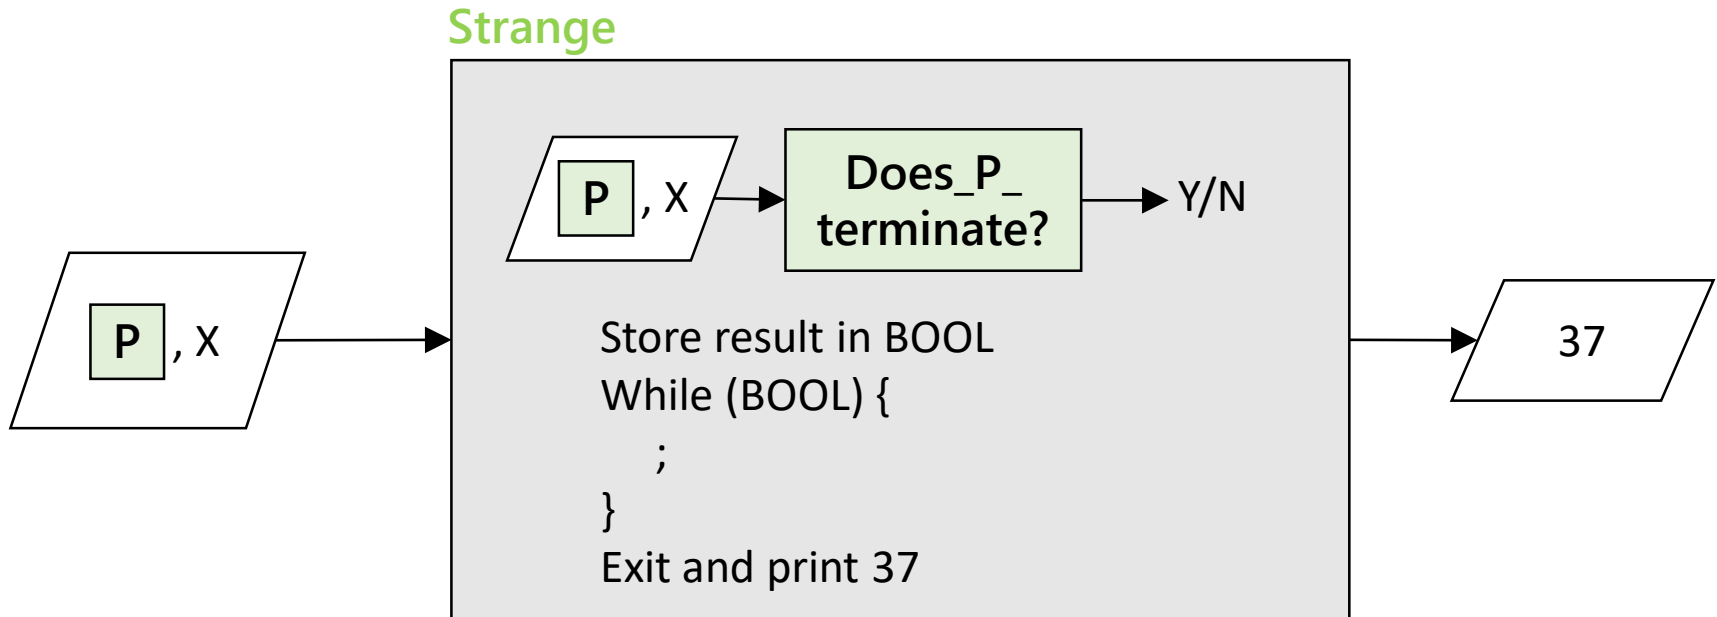 Strange
P , X
Does_P_
terminate?
Y/N
P , X
Store result in BOOL
While (BOOL) {
;
}
Exit and print 37
37